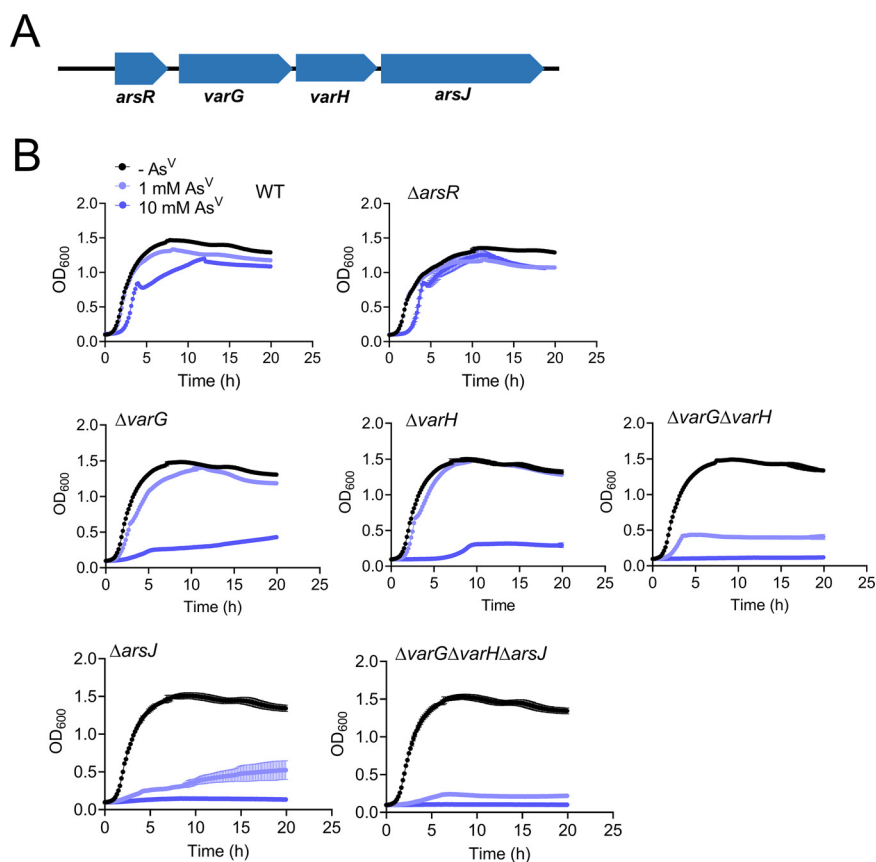 A
arsR varG varH arsJ
B
- Asⱽ
1 mM Asⱽ
10 mM Asⱽ
WT
2.0
1.5
1.0
0.5
0.0
OD₆₀₀
0 5 10 15 20 25
Time (h)
ΔarsR
2.0
1.5
1.0
0.5
0.0
OD₆₀₀
0 5 10 15 20 25
Time (h)
ΔvarG
2.0
1.5
1.0
0.5
0.0
OD₆₀₀
0 5 10 15 20 25
Time (h)
ΔvarH
2.0
1.5
1.0
0.5
0.0
OD₆₀₀
0 5 10 15 20 25
Time
ΔvarGΔvarH
2.0
1.5
1.0
0.5
0.0
OD₆₀₀
0 5 10 15 20 25
Time (h)
ΔarsJ
2.0
1.5
1.0
0.5
0.0
OD₆₀₀
0 5 10 15 20 25
Time (h)
ΔvarGΔvarHΔarsJ
2.0
1.5
1.0
0.5
0.0
OD₆₀₀
0 5 10 15 20 25
Time (h)